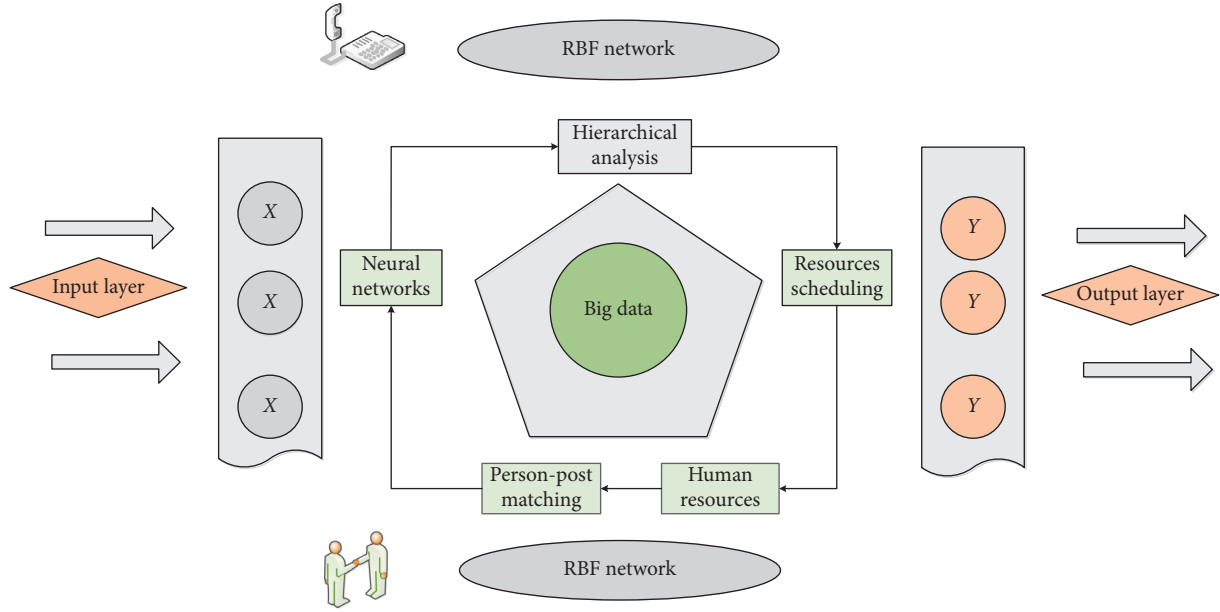 RBF network
Hierarchical
analysis
X
X
X
Input layer
Neural
networks
Big data
Resources
scheduling
Y
Y
Y
Output layer
Person-post
matching
Human
resources
RBF network